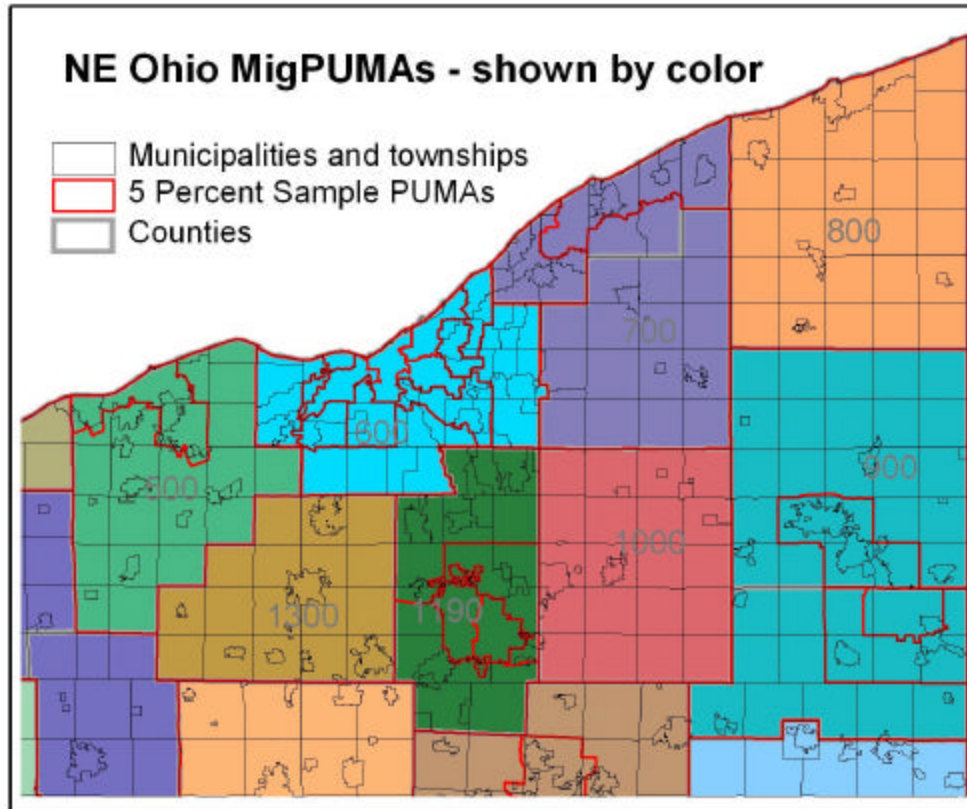 NE Ohio MigPUMAs - shown by color
Municipalities and townships
5 Percent Sample PUMAs
Counties
800
700
600
500
900
1000
1300
1190